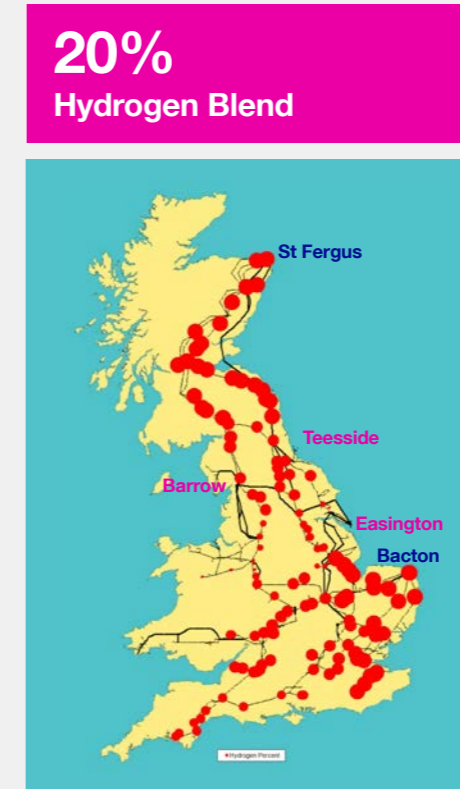 20%
Hydrogen Blend
St Fergus
Teesside
Barrow
Easington
Bacton
Hydrogen Percent